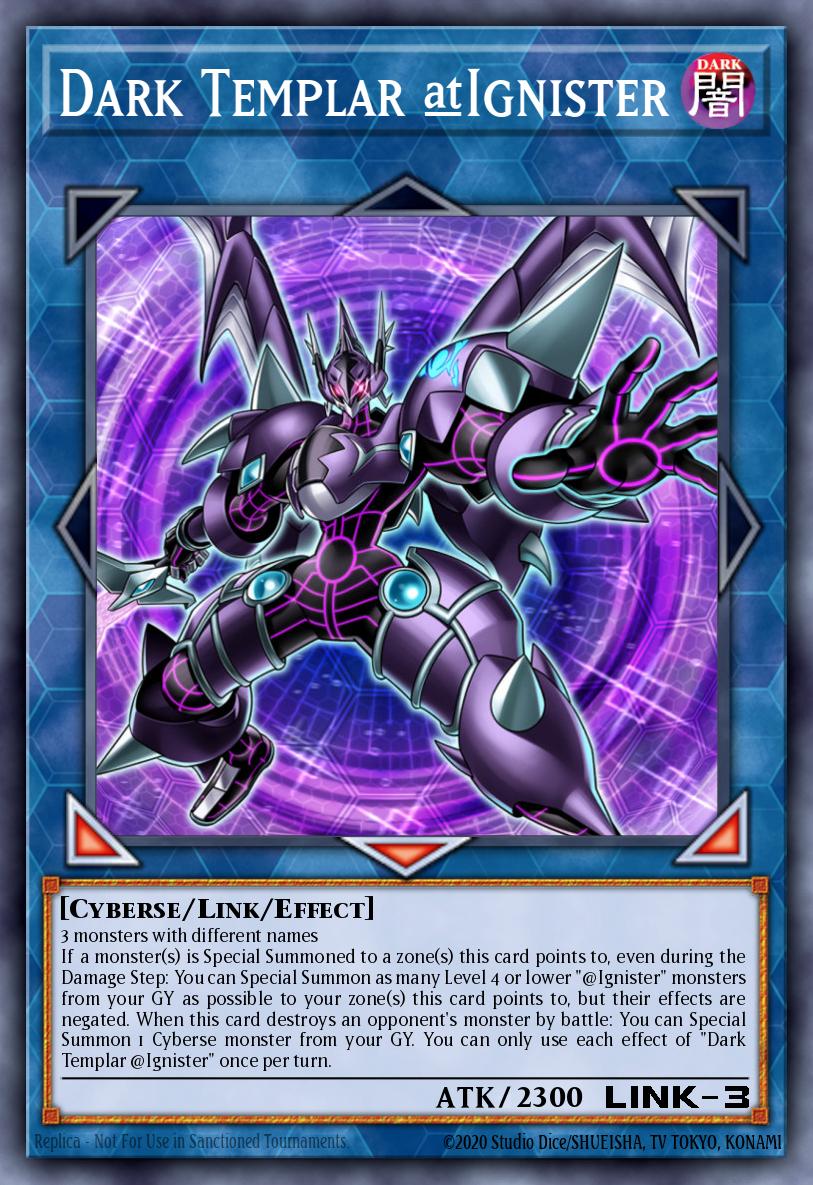 Dark Templar @Ignister
DARK
闇
[Cyberse/Link/Effect]
3 monsters with different names
If a monster(s) is Special Summoned to a zone(s) this card points to, even during the
Damage Step: You can Special Summon as many Level 4 or lower "@Ignister" monsters
from your GY as possible to your zone(s) this card points to, but their effects are
negated. When this card destroys an opponent's monster by battle: You can Special
Summon 1 Cyberse monster from your GY. You can only use each effect of "Dark
Templar @Ignister" once per turn.
ATK/2300 LINK-3
Replica - Not For Use in Sanctioned Tournaments. ©2020 Studio Dice/SHUEISHA, TV TOKYO, KONAMI